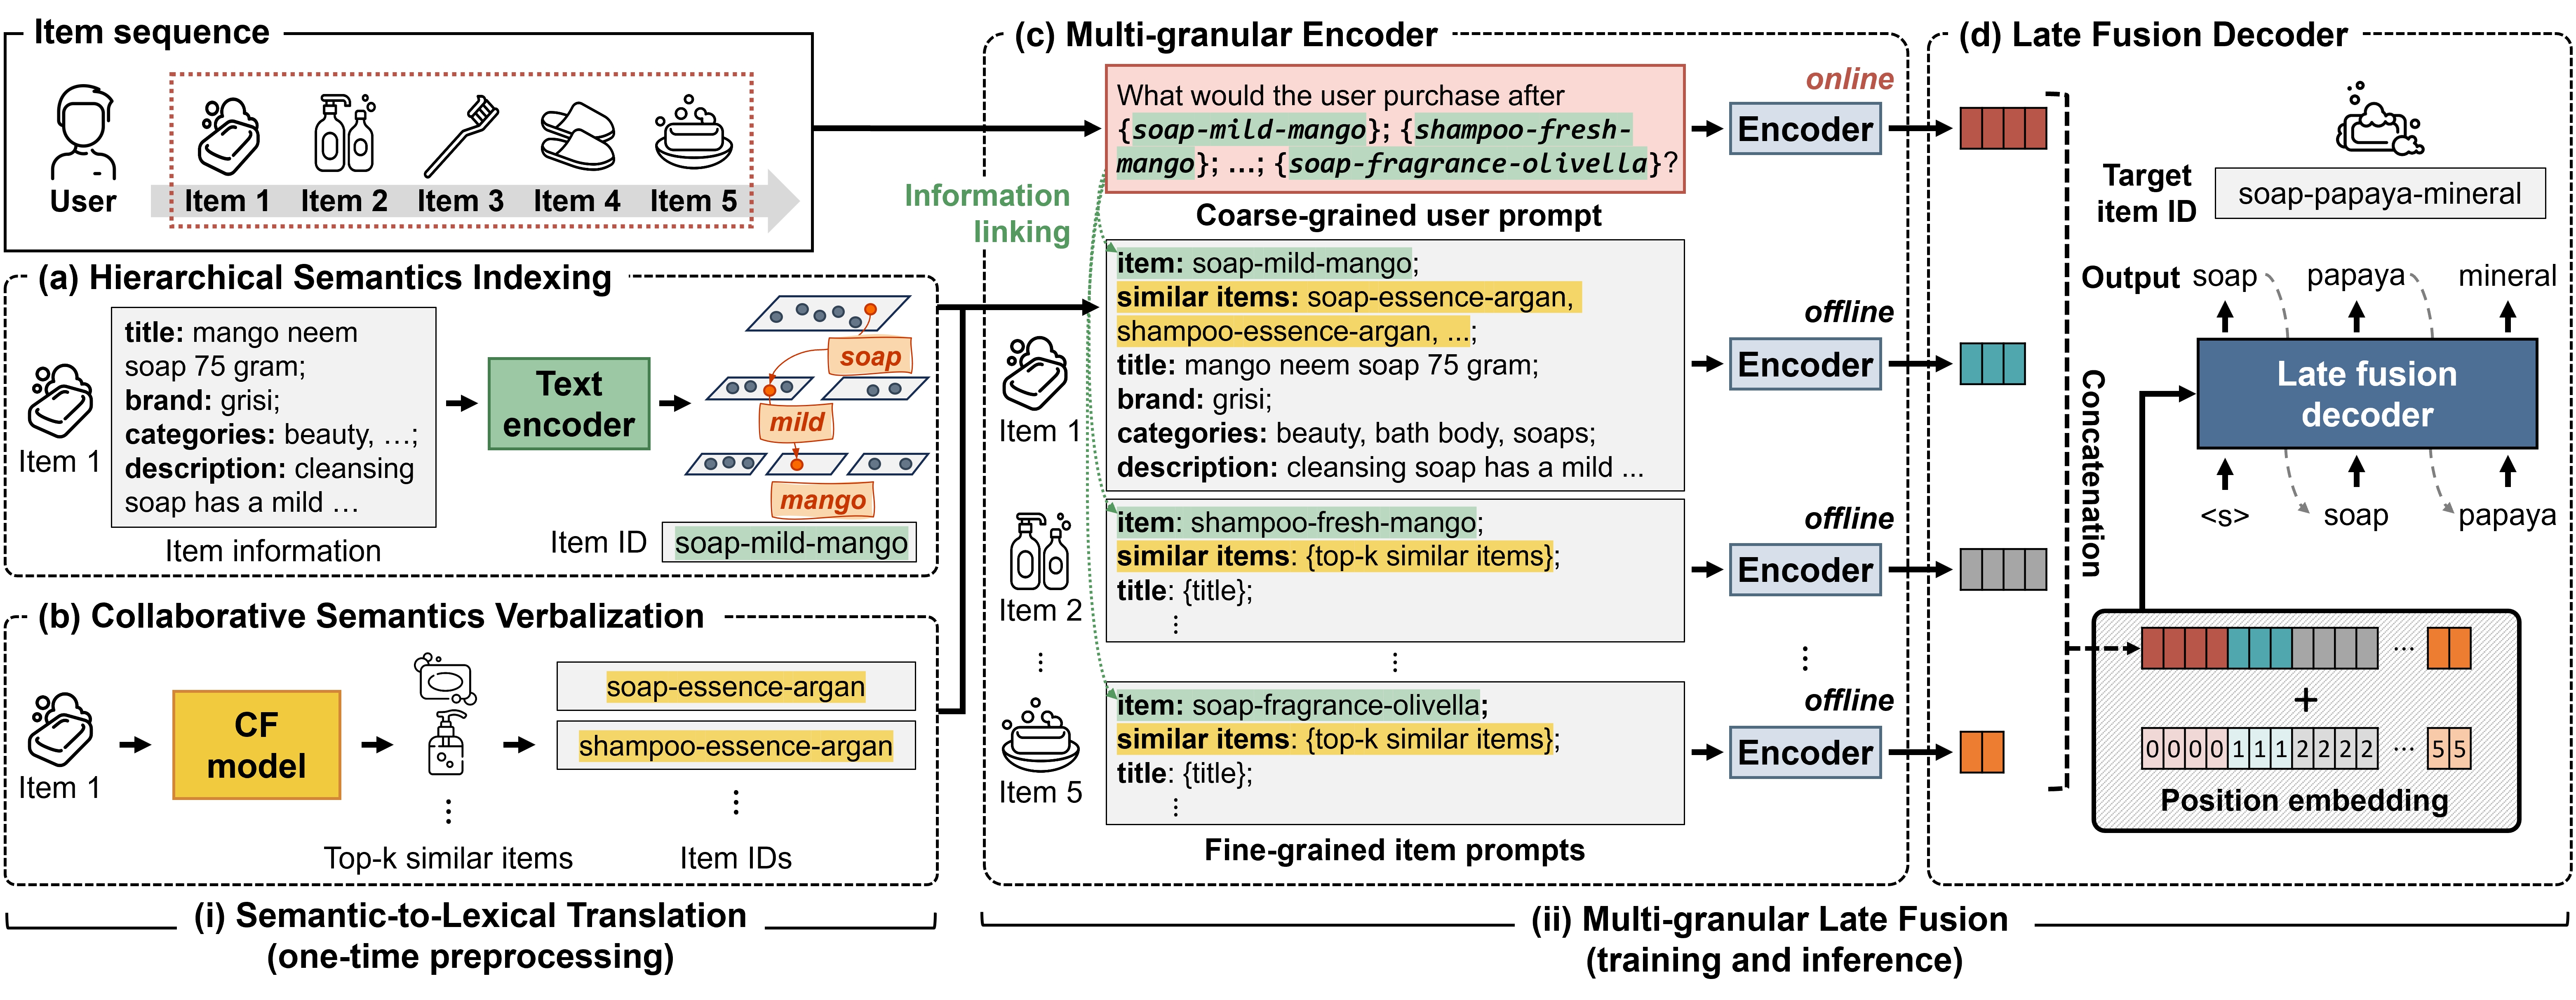 Item sequence
User
Item 1
Item 2
Item 3
Item 4
Item 5
(a) Hierarchical Semantics Indexing
Item 1
title: mango neem
soap 75 gram;
brand: grisi;
categories: beauty, …;
description: cleansing
soap has a mild …
Item information
Text
encoder
soap
mild
mango
Item ID
soap-mild-mango
(b) Collaborative Semantics Verbalization
Item 1
CF
model
⋮
Top-k similar items
soap-essence-argan
shampoo-essence-argan
⋮
Item IDs
(i) Semantic-to-Lexical Translation
(one-time preprocessing)
(c) Multi-granular Encoder
What would the user purchase after
{soap-mild-mango}; {shampoo-fresh-
mango}; …; {soap-fragrance-olivella}?
Coarse-grained user prompt
online
Encoder
Information
linking
Item 1
item: soap-mild-mango;
similar items: soap-essence-argan,
shampoo-essence-argan, ...;
title: mango neem soap 75 gram;
brand: grisi;
categories: beauty, bath body, soaps;
description: cleansing soap has a mild ...
offline
Encoder
Item 2
item: shampoo-fresh-mango;
similar items: {top-k similar items};
title: {title};
⋮
offline
Encoder
⋮
⋮
⋮
Item 5
item: soap-fragrance-olivella;
similar items: {top-k similar items};
title: {title};
⋮
offline
Encoder
Fine-grained item prompts
(d) Late Fusion Decoder
Target
item ID
soap-papaya-mineral
Output
soap
papaya
mineral
Late fusion
decoder
<s>
soap
papaya
Concatenation
...
+
0 0 0 0 1 1 1 2 2 2 2 ... 5 5
Position embedding
(ii) Multi-granular Late Fusion
(training and inference)